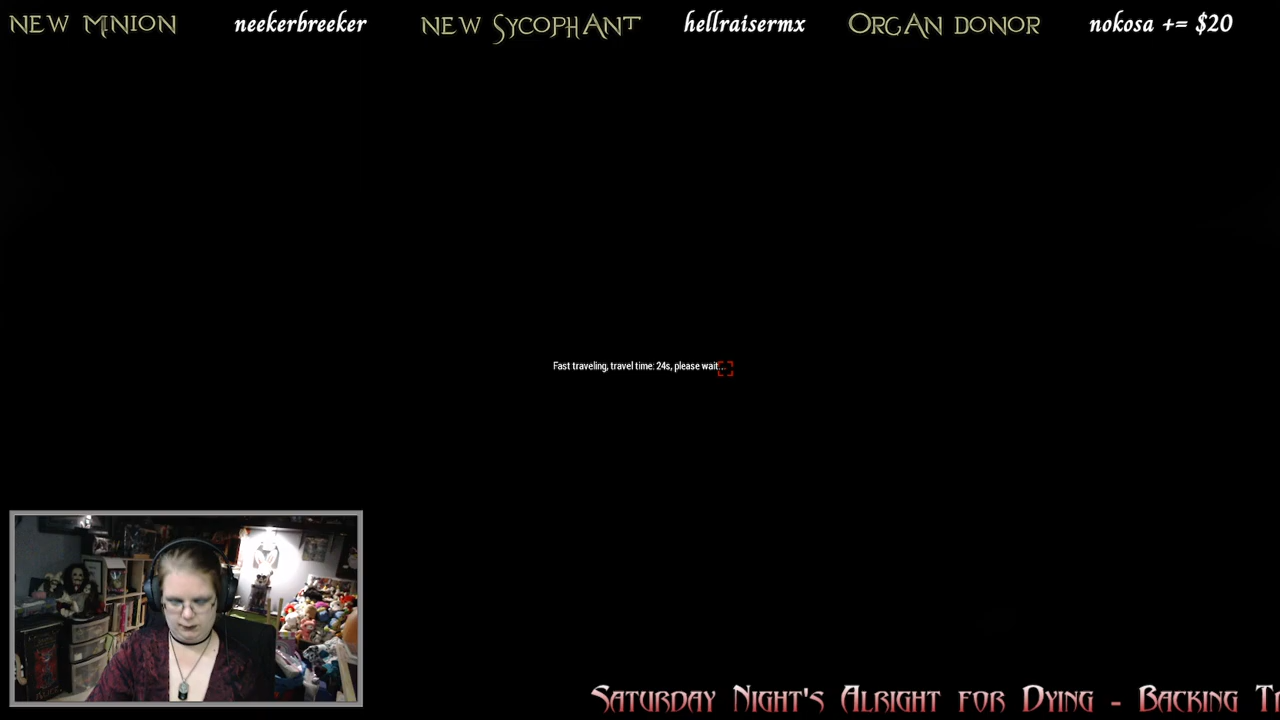 NEW MINION neekerbreeker NEW SYCOPHANT hellraisermx ORGAN DONOR nokosa += $20
Fast traveling, travel time: 24s, please wait...
SATURDAY NIGHT'S ALRIGHT FOR DYING - BACKING